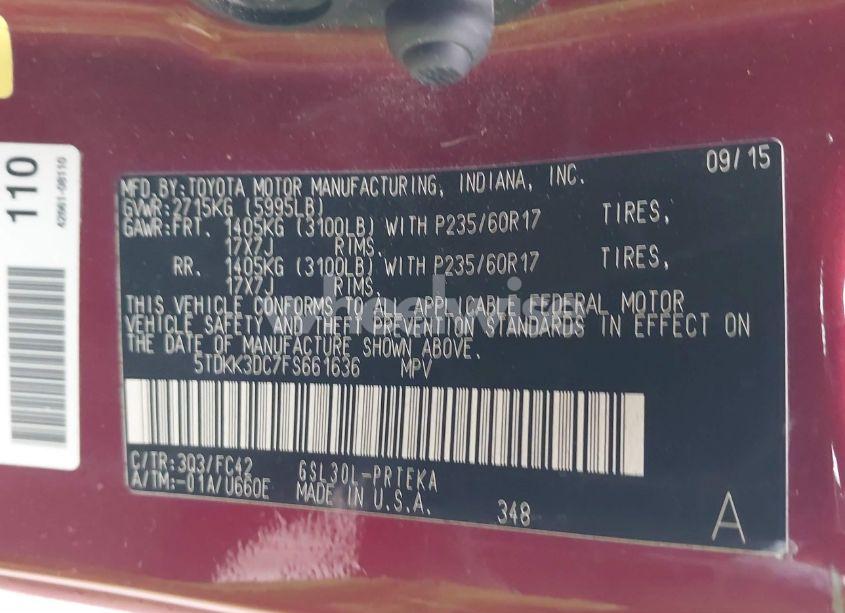 110
42661-08110
09/15
MFD.BY:TOYOTA MOTOR MANUFACTURING, INDIANA, INC.
GVWR:2715KG (5995LB)
GAWR:FRT. 1405KG (3100LB) WITH P235/60R17 TIRES,
17X7J RIMS.
RR. 1405KG (3100LB) WITH P235/60R17 TIRES,
17X7J RIMS.
THIS VEHICLE CONFORMS TO ALL APPLICABLE FEDERAL MOTOR
VEHICLE SAFETY AND THEFT PREVENTION STANDARDS IN EFFECT ON
THE DATE OF MANUFACTURE SHOWN ABOVE.
5TDKK3DC7FS661636 MPV
C/TR:3Q3/FC42 GSL30L-PRTEKA
A/TM:-01A/U660E MADE IN U.S.A. 348
A
wheelwise